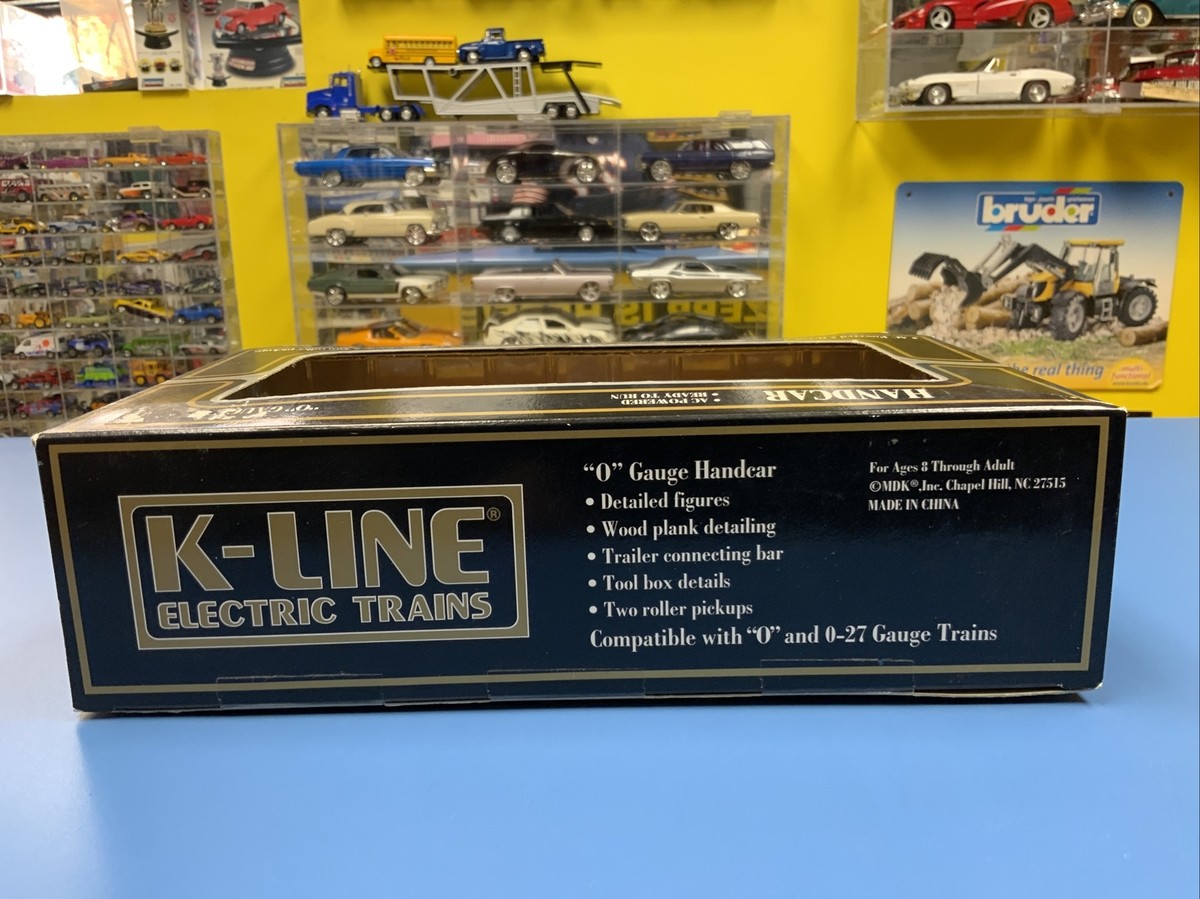 bruder
the real thing
HANDCAR
• AC POWERED
• READY TO RUN
"O" GAUGE
K-LINE®
ELECTRIC TRAINS
“O” Gauge Handcar
• Detailed figures
• Wood plank detailing
• Trailer connecting bar
• Tool box details
• Two roller pickups
Compatible with “O” and 0-27 Gauge Trains
For Ages 8 Through Adult
©MDK®,Inc. Chapel Hill, NC 27515
MADE IN CHINA